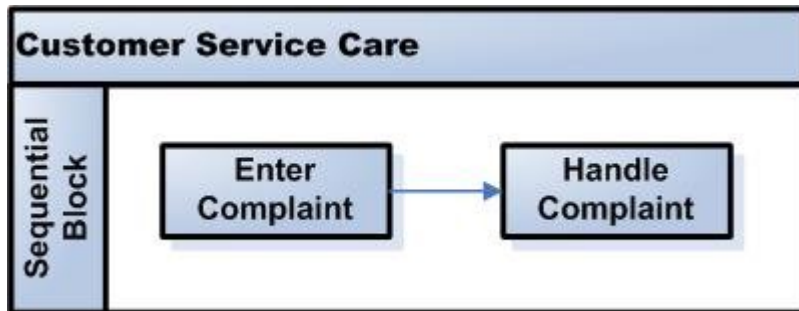 Customer Service Care
Sequential
Block
Enter
Complaint
Handle
Complaint